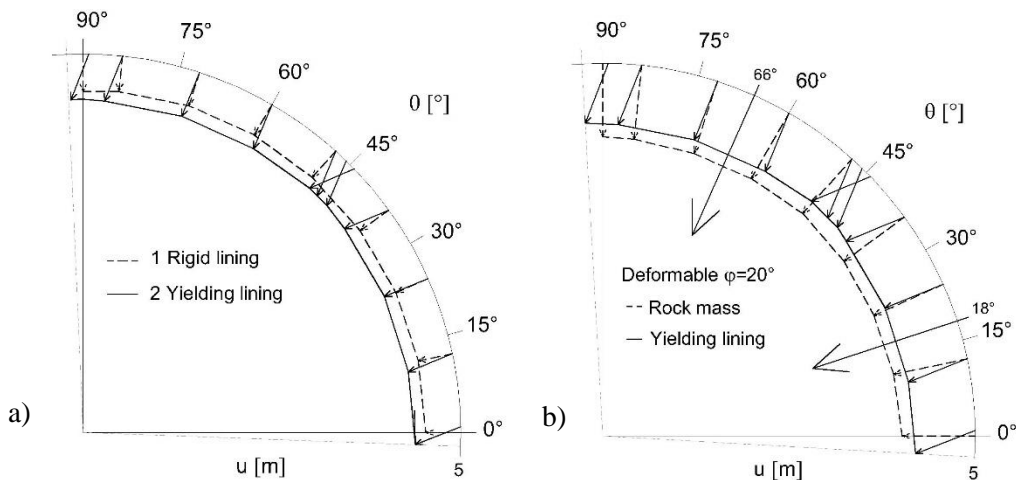 90°
75°
60°
θ [°]
45°
1 Rigid lining
30°
2 Yielding lining
15°
a)
0°
u [m]
5
90°
75°
66°
60°
θ [°]
45°
30°
Deformable φ=20°
Rock mass
18°
Yielding lining
15°
b)
0°
u [m]
5